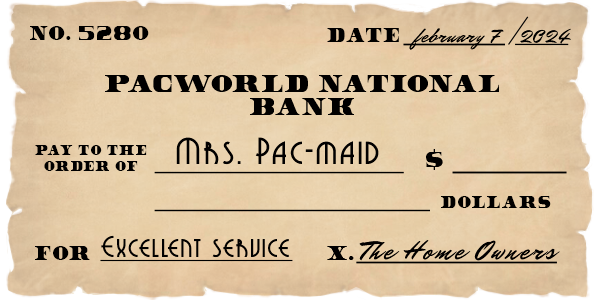 NO. 5280 DATE february 7/2024
PACWORLD NATIONAL
BANK
PAY TO THE
ORDER OF Mrs. Pac-maid $
DOLLARS
FOR Excellent service X. The Home Owners